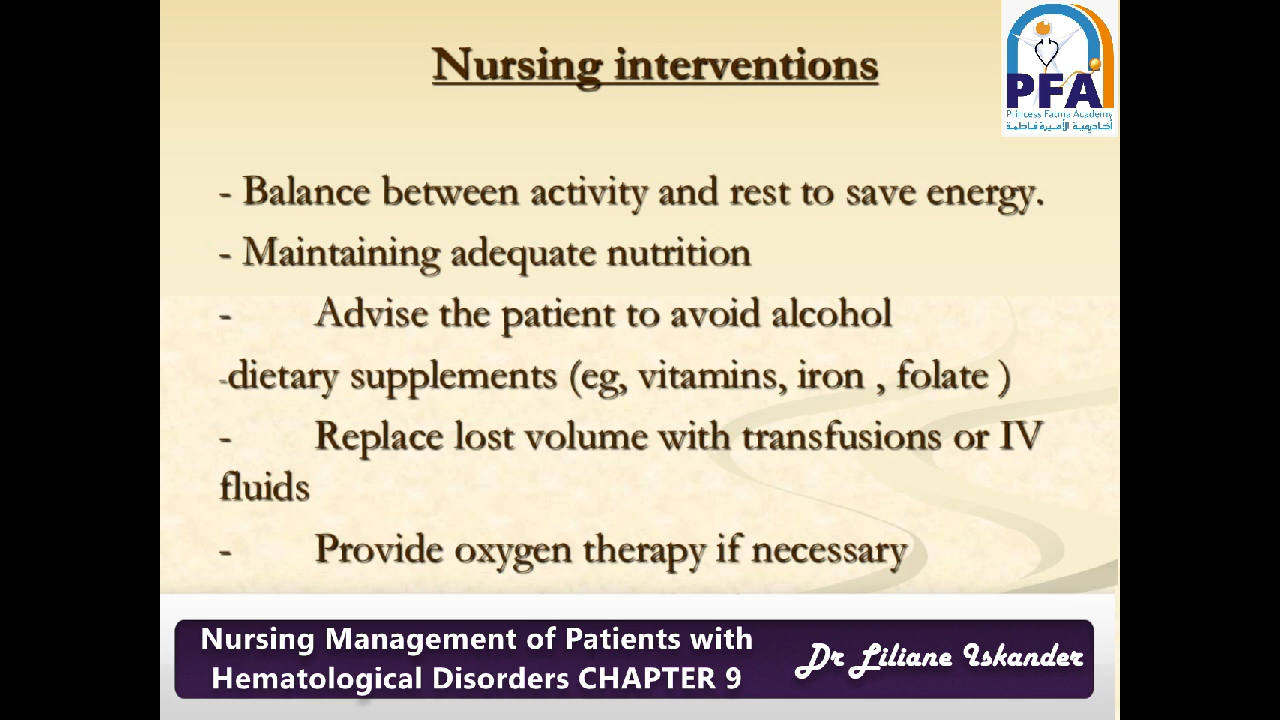 Nursing interventions
PFA
Princess Fatma Academy
أكاديمية الأميرة فاطمة
- Balance between activity and rest to save energy.
- Maintaining adequate nutrition
- Advise the patient to avoid alcohol
-dietary supplements (eg, vitamins, iron , folate )
- Replace lost volume with transfusions or IV
fluids
- Provide oxygen therapy if necessary
Nursing Management of Patients with
Hematological Disorders CHAPTER 9
Dr Liliane Iskander